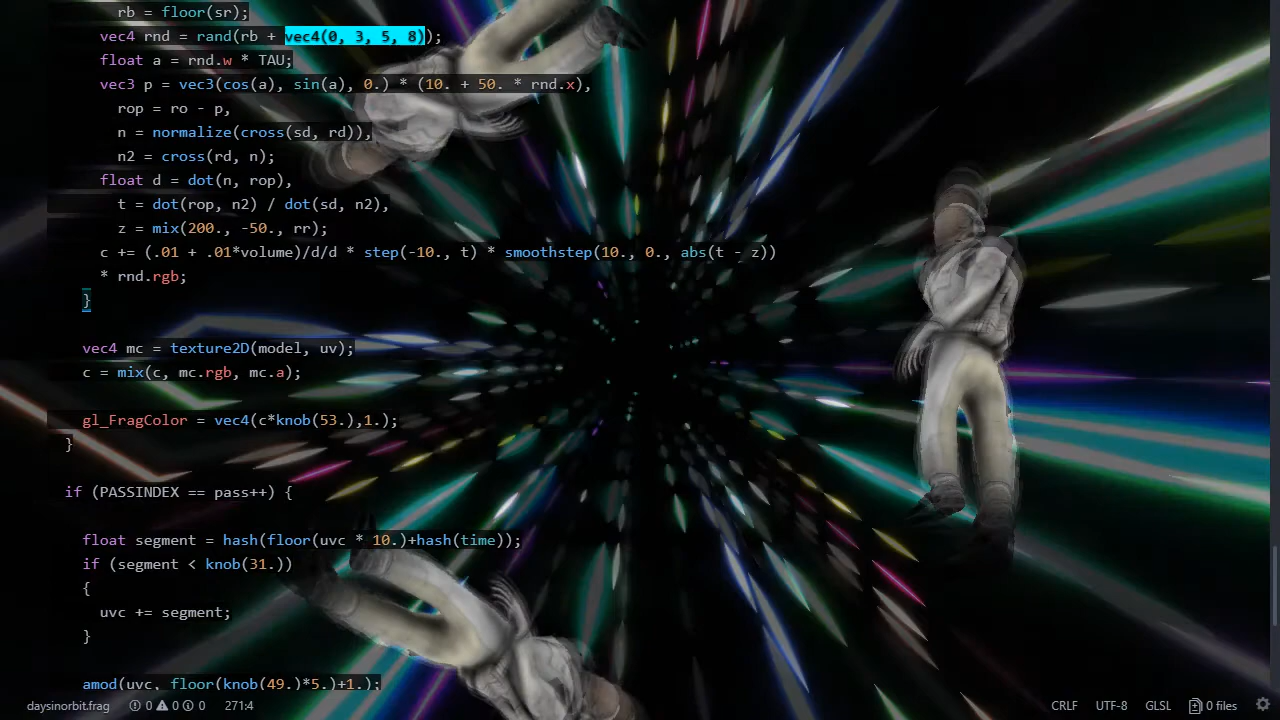 rb = floor(sr);
vec4 rnd = rand(rb + vec4(0, 3, 5, 8));
float a = rnd.w * TAU;
vec3 p = vec3(cos(a), sin(a), 0.) * (10. + 50. * rnd.x),
rop = ro - p,
n = normalize(cross(sd, rd)),
n2 = cross(rd, n);
float d = dot(n, rop),
t = dot(rop, n2) / dot(sd, n2),
z = mix(200., -50., rr);
c += (.01 + .01*volume)/d/d * step(-10., t) * smoothstep(10., 0., abs(t - z))
* rnd.rgb;
}
vec4 mc = texture2D(model, uv);
c = mix(c, mc.rgb, mc.a);
gl_FragColor = vec4(c*knob(53.),1.);
}
if (PASSINDEX == pass++) {
float segment = hash(floor(uvc * 10.)+hash(time));
if (segment < knob(31.))
{
uvc += segment;
}
amod(uvc, floor(knob(49.)*5.)+1.);
daysinorbit.frag 0 0 0 271:4 CRLF UTF-8 GLSL 0 files